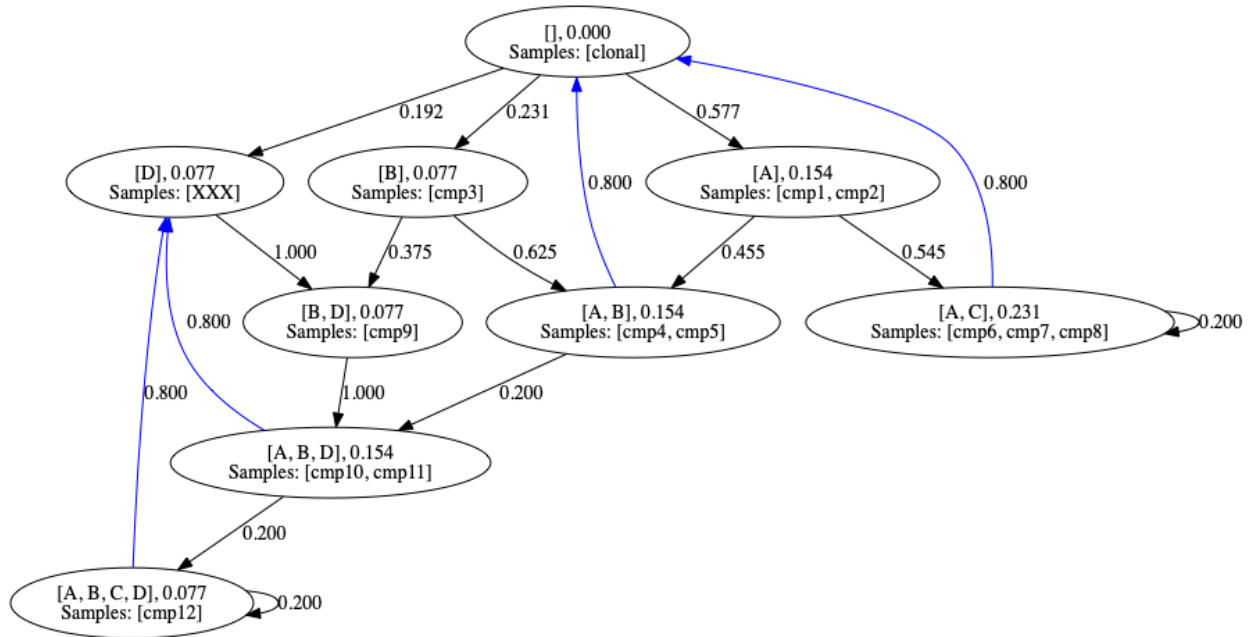 [], 0.000
Samples: [clonal]
0.192
0.231
0.577
[D], 0.077
Samples: [XXX]
[B], 0.077
Samples: [cmp3]
0.800
[A], 0.154
Samples: [cmp1, cmp2]
0.800
1.000
0.375
0.625
0.455
0.545
0.800
[B, D], 0.077
Samples: [cmp9]
[A, B], 0.154
Samples: [cmp4, cmp5]
[A, C], 0.231
Samples: [cmp6, cmp7, cmp8]
0.200
0.800
1.000
0.200
[A, B, D], 0.154
Samples: [cmp10, cmp11]
0.200
[A, B, C, D], 0.077
Samples: [cmp12]
0.200